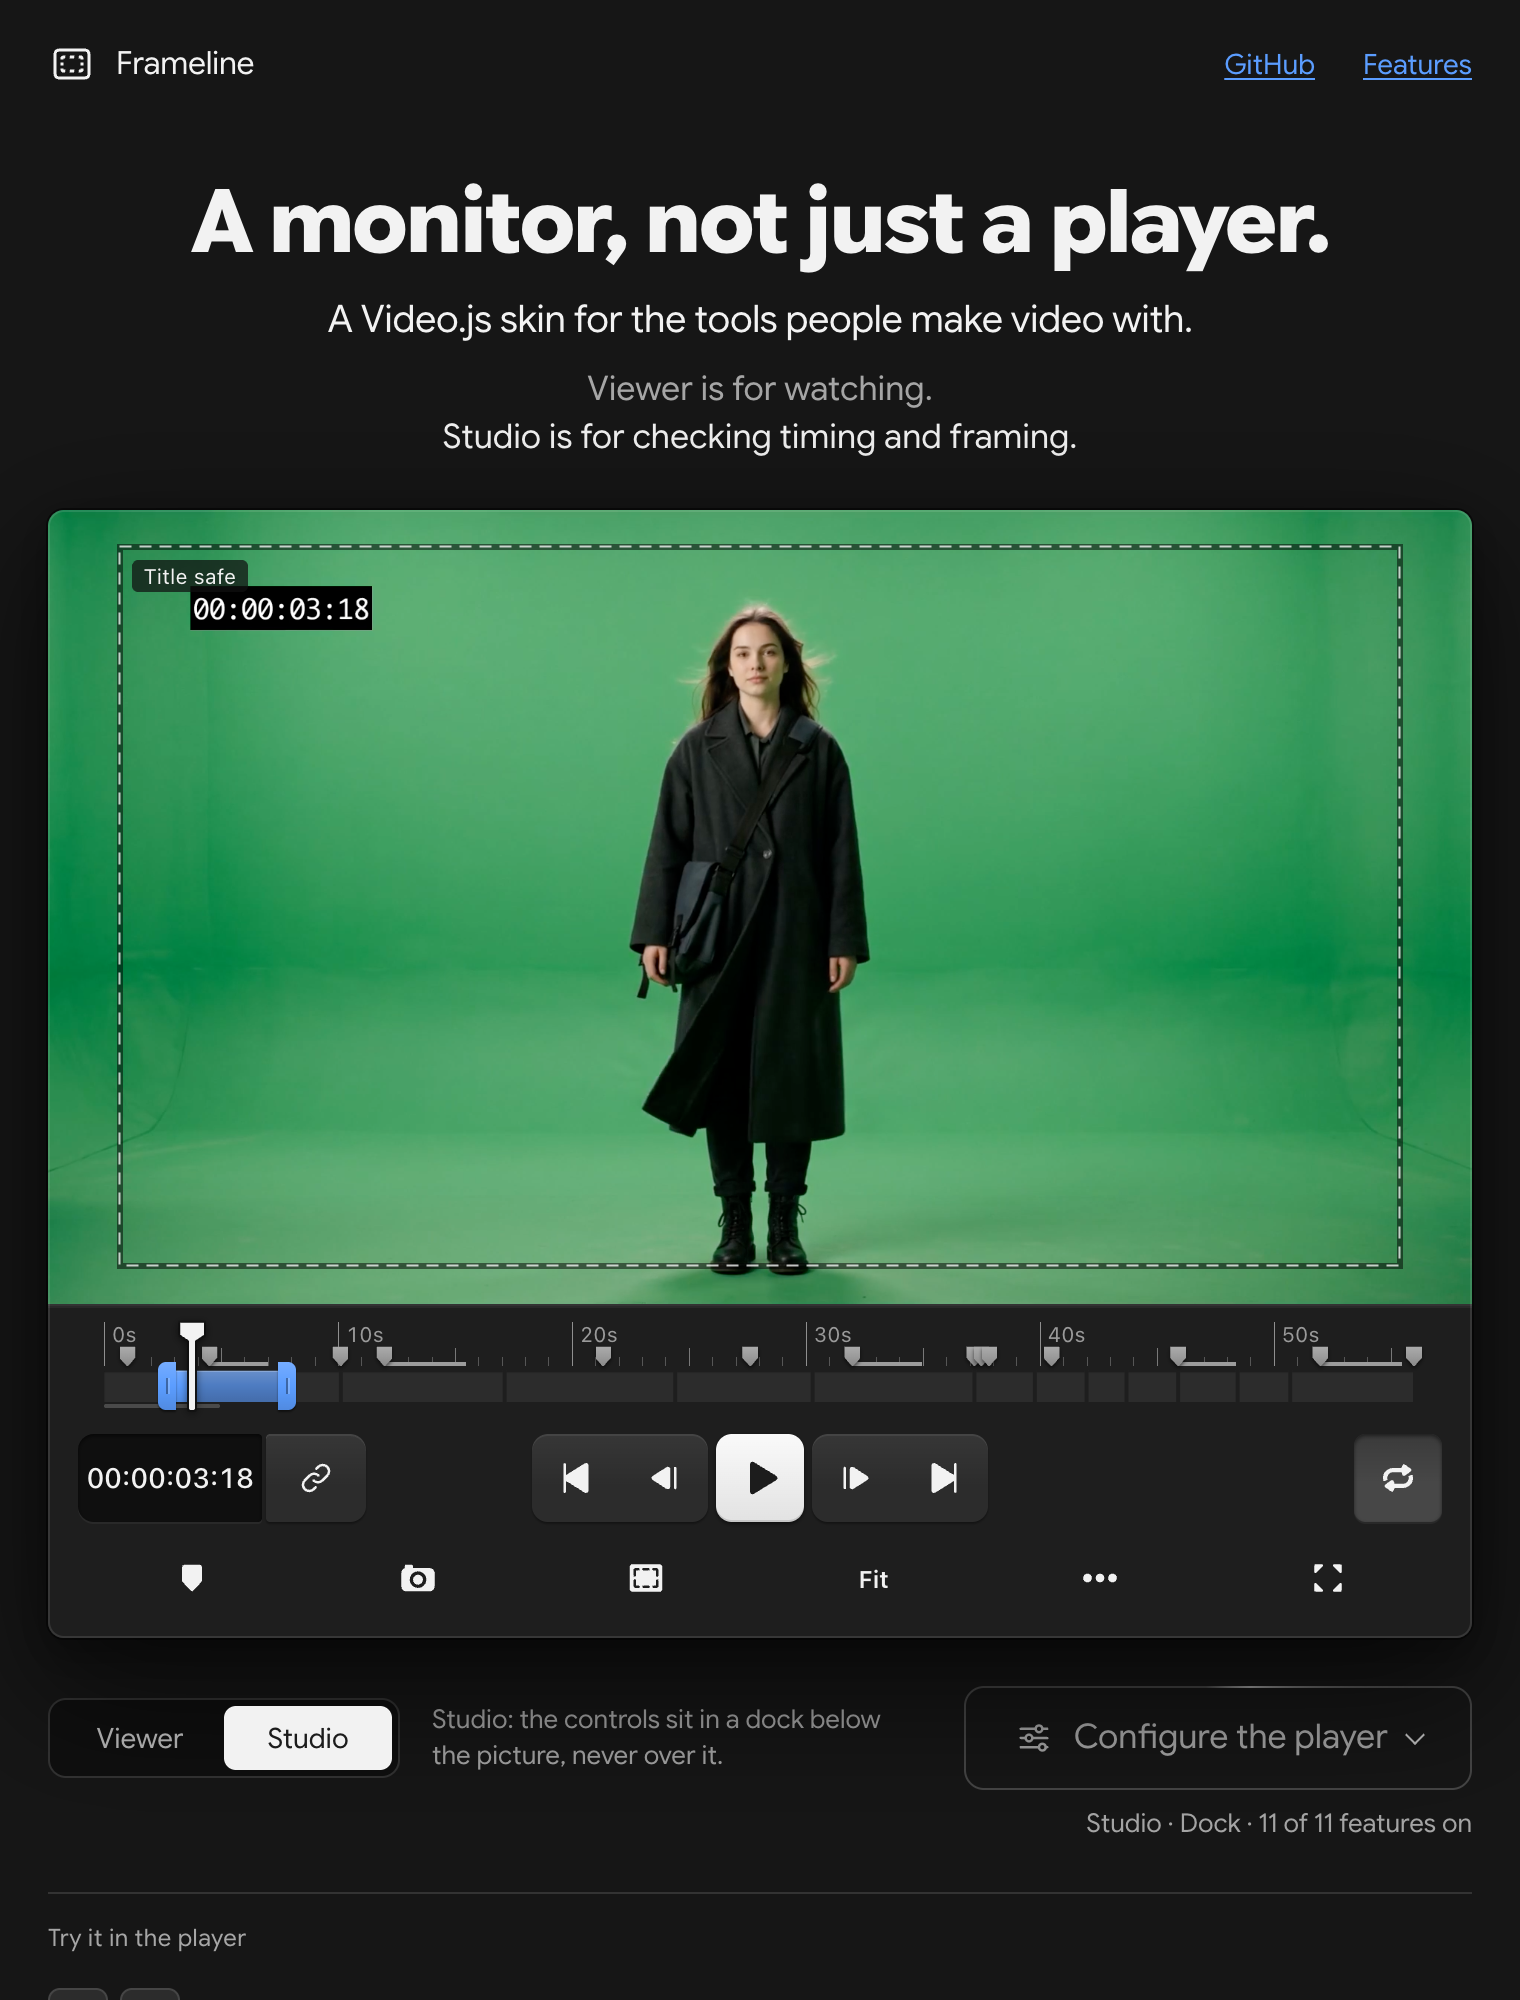 Frameline
GitHub Features
A monitor, not just a player.
A Video.js skin for the tools people make video with.
Viewer is for watching.
Studio is for checking timing and framing.
Title safe
00:00:03:18
0s 10s 20s 30s 40s 50s
00:00:03:18
Fit
Viewer Studio
Studio: the controls sit in a dock below
the picture, never over it.
Configure the player
Studio · Dock · 11 of 11 features on
Try it in the player